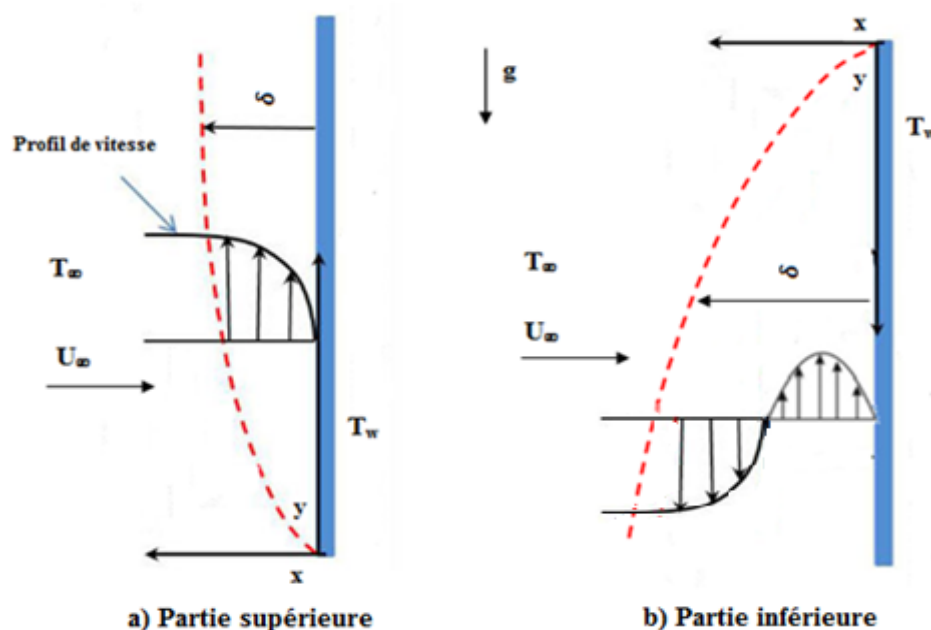 δ
Profil de vitesse
T∞
U∞
T_w
y
x
a) Partie supérieure
x
g
y
T_w
T∞
δ
U∞
b) Partie inférieure